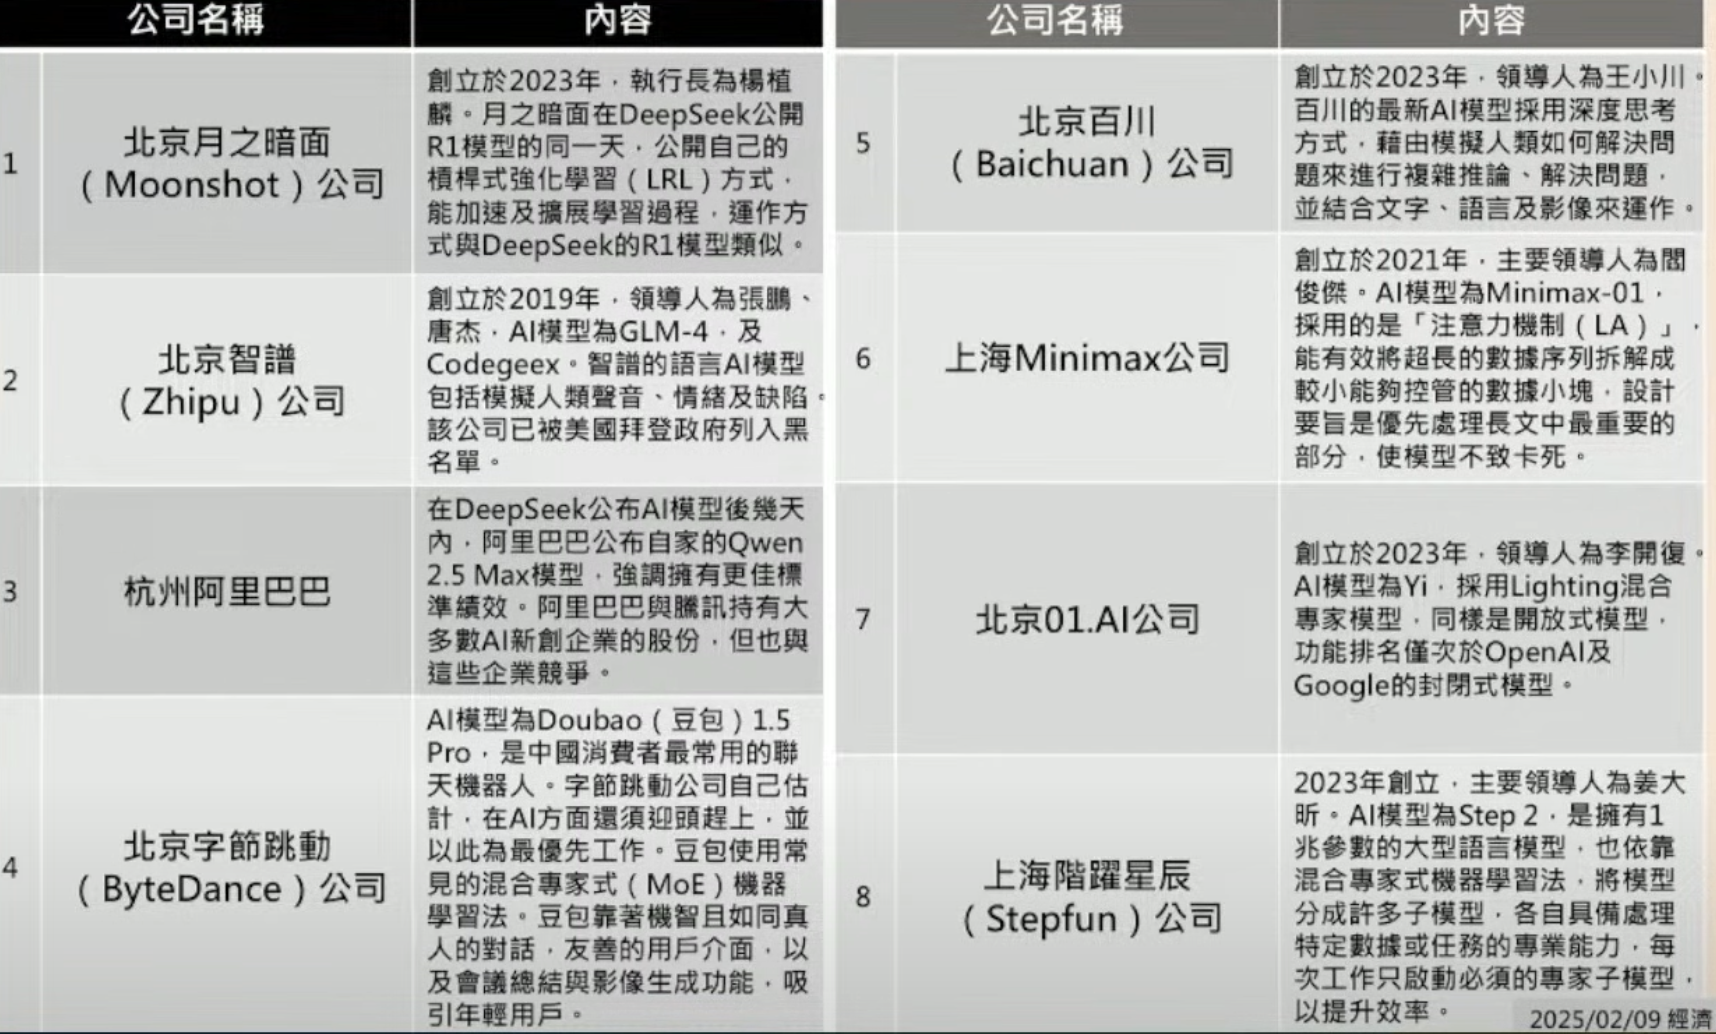 公司名稱
內容
1
北京月之暗面
（Moonshot）公司
創立於2023年，執行長為楊植
麟。月之暗面在DeepSeek公開
R1模型的同一天，公開自己的
槓桿式強化學習（LRL）方式，
能加速及擴展學習過程，運作方
式與DeepSeek的R1模型類似。
2
北京智譜
（Zhipu）公司
創立於2019年，領導人為張鵬、
唐杰，AI模型為GLM-4，及
Codegeex。智譜的語言AI模型
包括模擬人類聲音、情緒及缺陷。
該公司已被美國拜登政府列入黑
名單。
3
杭州阿里巴巴
在DeepSeek公布AI模型後幾天
內，阿里巴巴公布自家的Qwen
2.5 Max模型，強調擁有更佳標
準績效。阿里巴巴與騰訊持有大
多數AI新創企業的股份，但也與
這些企業競爭。
4
北京字節跳動
（ByteDance）公司
AI模型為Doubao（豆包）1.5
Pro，是中國消費者最常用的聯
天機器人。字節跳動公司自己估
計，在AI方面還須迎頭趕上，並
以此為最優先工作。豆包使用常
見的混合專家式（MoE）機器
學習法。豆包靠著機智且如同真
人的對話，友善的用戶介面，以
及會議總結與影像生成功能，吸
引年輕用戶。
公司名稱
內容
5
北京百川
（Baichuan）公司
創立於2023年，領導人為王小川。
百川的最新AI模型採用深度思考
方式，藉由模擬人類如何解決問
題來進行複雜推論、解決問題，
並結合文字、語言及影像來運作。
6
上海Minimax公司
創立於2021年，主要領導人為閻
俊傑。AI模型為Minimax-01，
採用的是「注意力機制（LA）」，
能有效將超長的數據序列拆解成
較小能夠控管的數據小塊，設計
要旨是優先處理長文中最重要的
部分，使模型不致卡死。
7
北京01.AI公司
創立於2023年，領導人為李開復。
AI模型為Yi，採用Lighting混合
專家模型，同樣是開放式模型，
功能排名僅次於OpenAI及
Google的封閉式模型。
8
上海階躍星辰
（Stepfun）公司
2023年創立，主要領導人為姜大
昕。AI模型為Step 2，是擁有1
兆參數的大型語言模型，也依靠
混合專家式機器學習法，將模型
分成許多子模型，各自具備處理
特定數據或任務的專業能力，每
次工作只啟動必須的專家子模型，
以提升效率。
2025/02/09 經濟